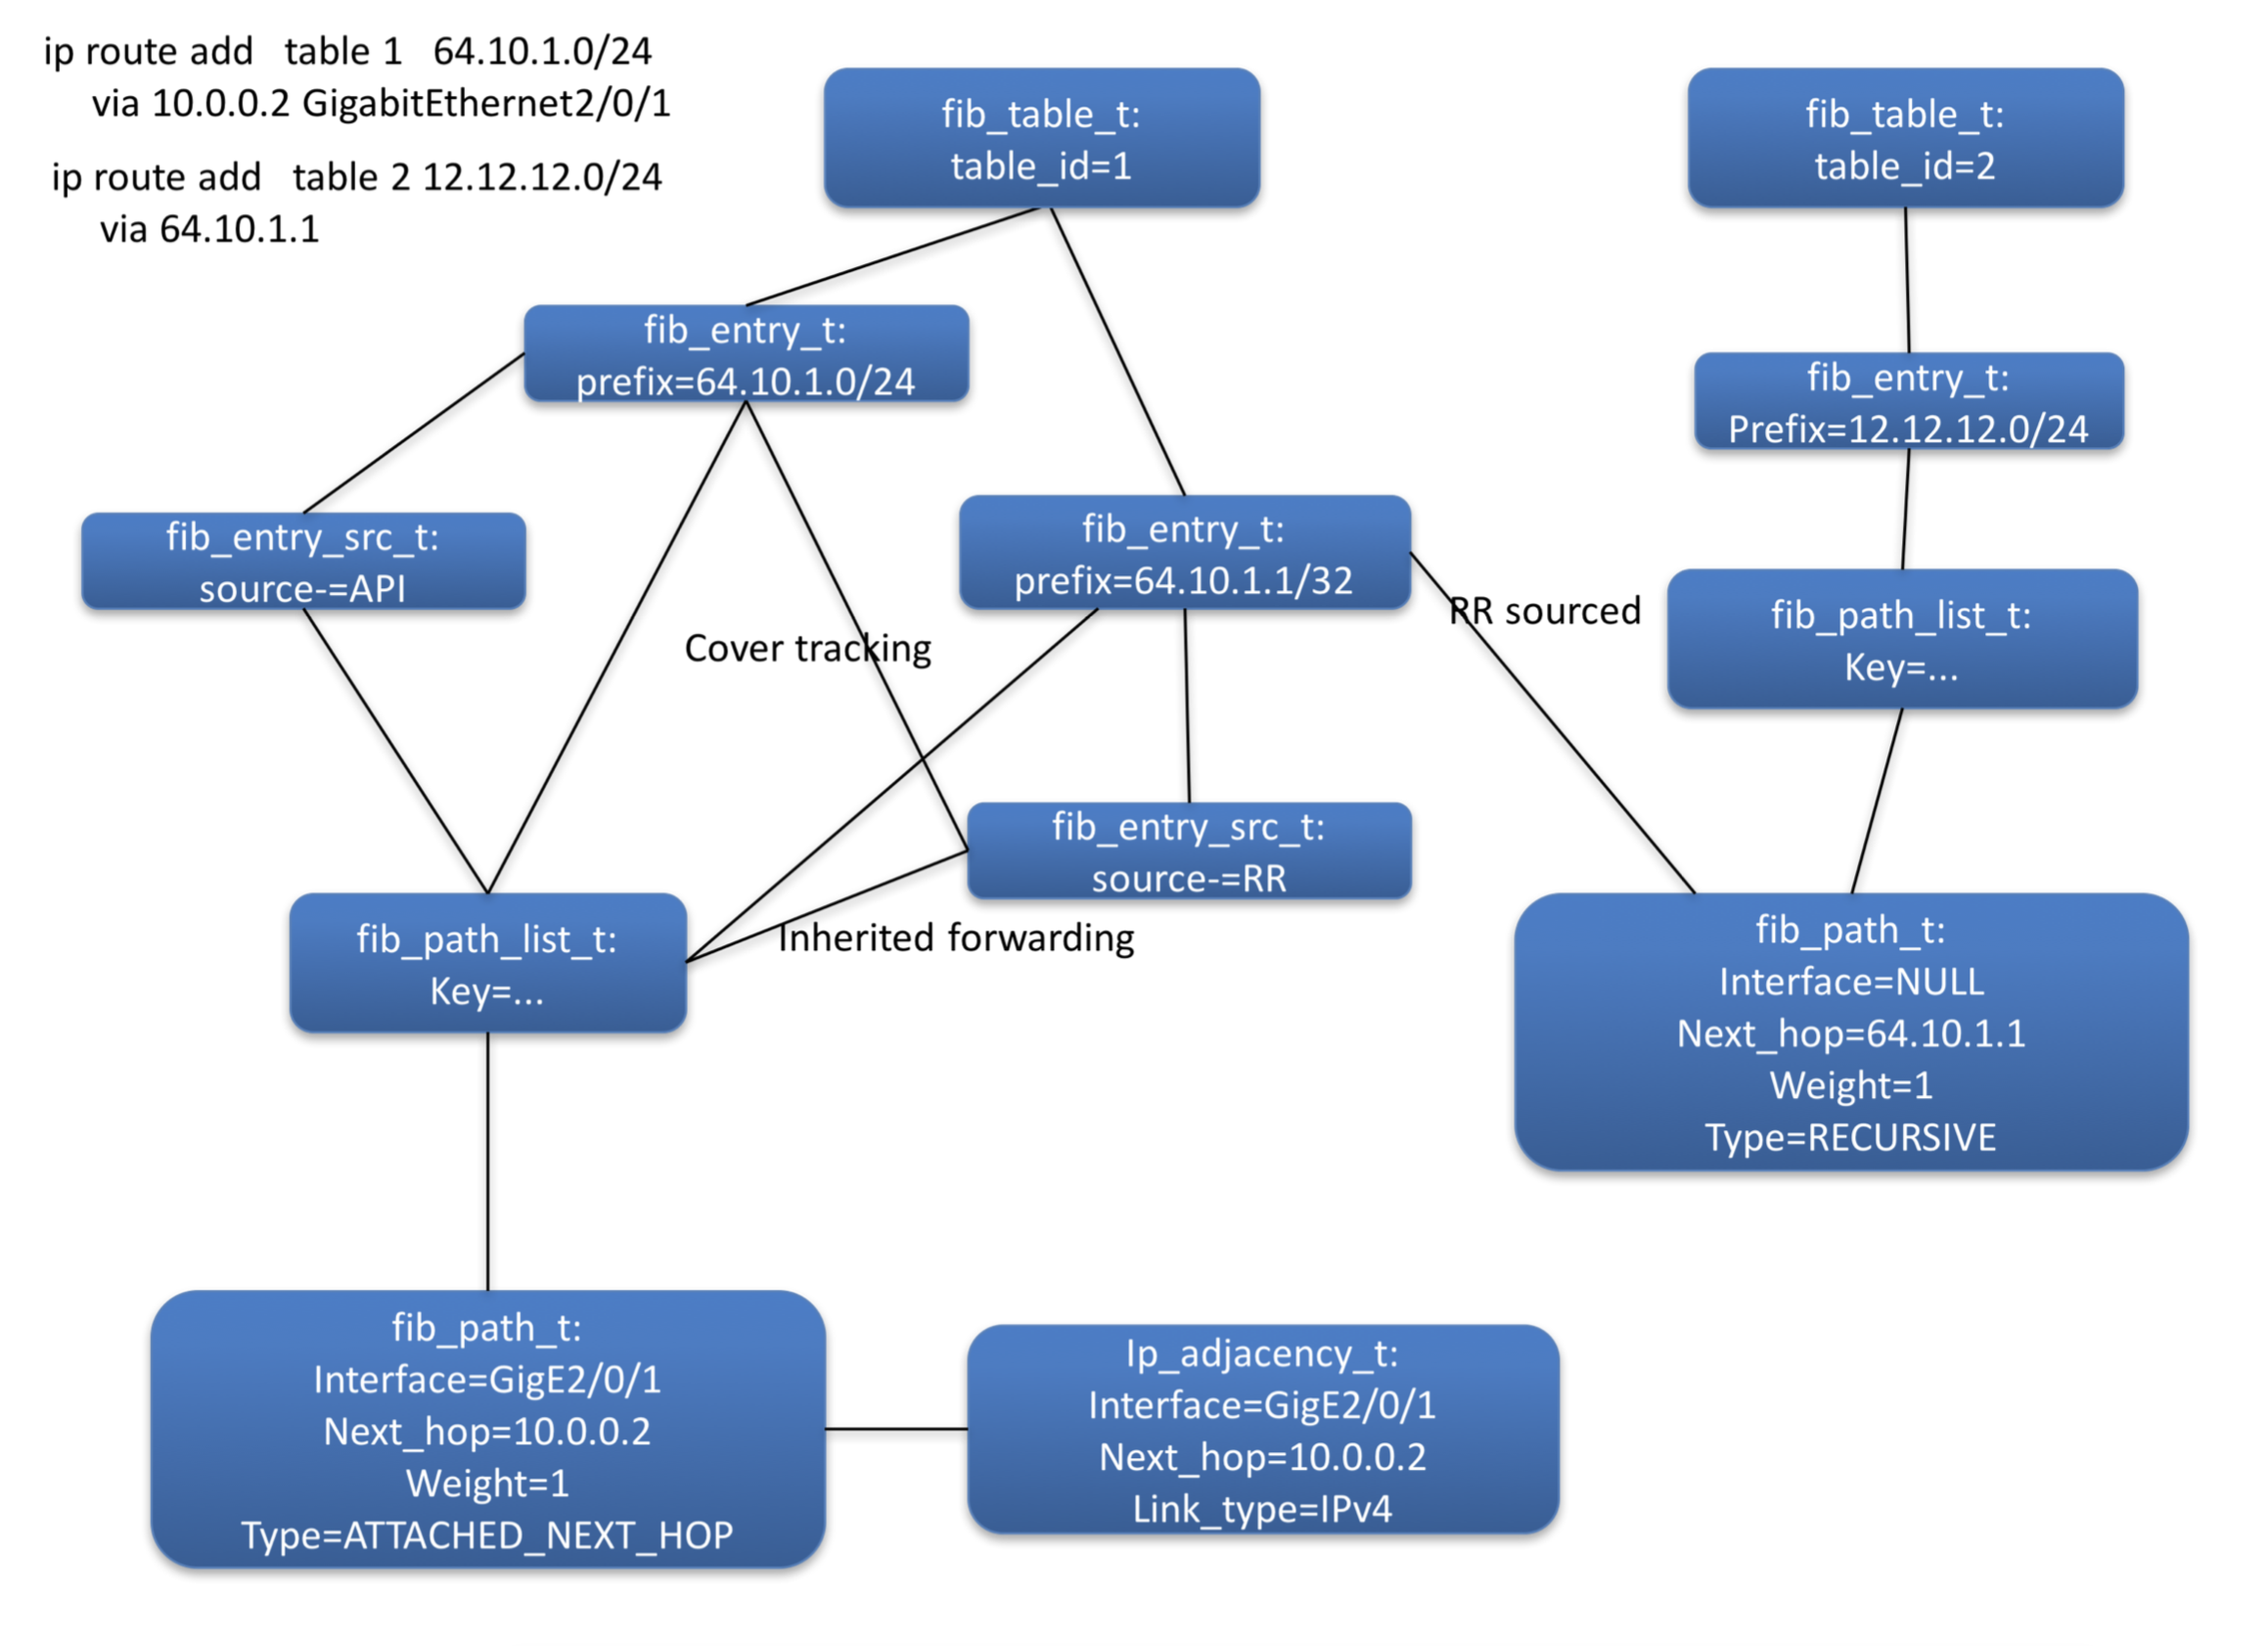 ip route add   table 1   64.10.1.0/24
via 10.0.0.2 GigabitEthernet2/0/1
ip route add   table 2 12.12.12.0/24
via 64.10.1.1
fib_table_t:
table_id=1
fib_table_t:
table_id=2
fib_entry_t:
prefix=64.10.1.0/24
fib_entry_t:
Prefix=12.12.12.0/24
fib_entry_src_t:
source-=API
fib_entry_t:
prefix=64.10.1.1/32
RR sourced
fib_path_list_t:
Key=...
Cover tracking
fib_entry_src_t:
source-=RR
fib_path_list_t:
Key=...
Inherited forwarding
fib_path_t:
Interface=NULL
Next_hop=64.10.1.1
Weight=1
Type=RECURSIVE
fib_path_t:
Interface=GigE2/0/1
Next_hop=10.0.0.2
Weight=1
Type=ATTACHED_NEXT_HOP
Ip_adjacency_t:
Interface=GigE2/0/1
Next_hop=10.0.0.2
Link_type=IPv4